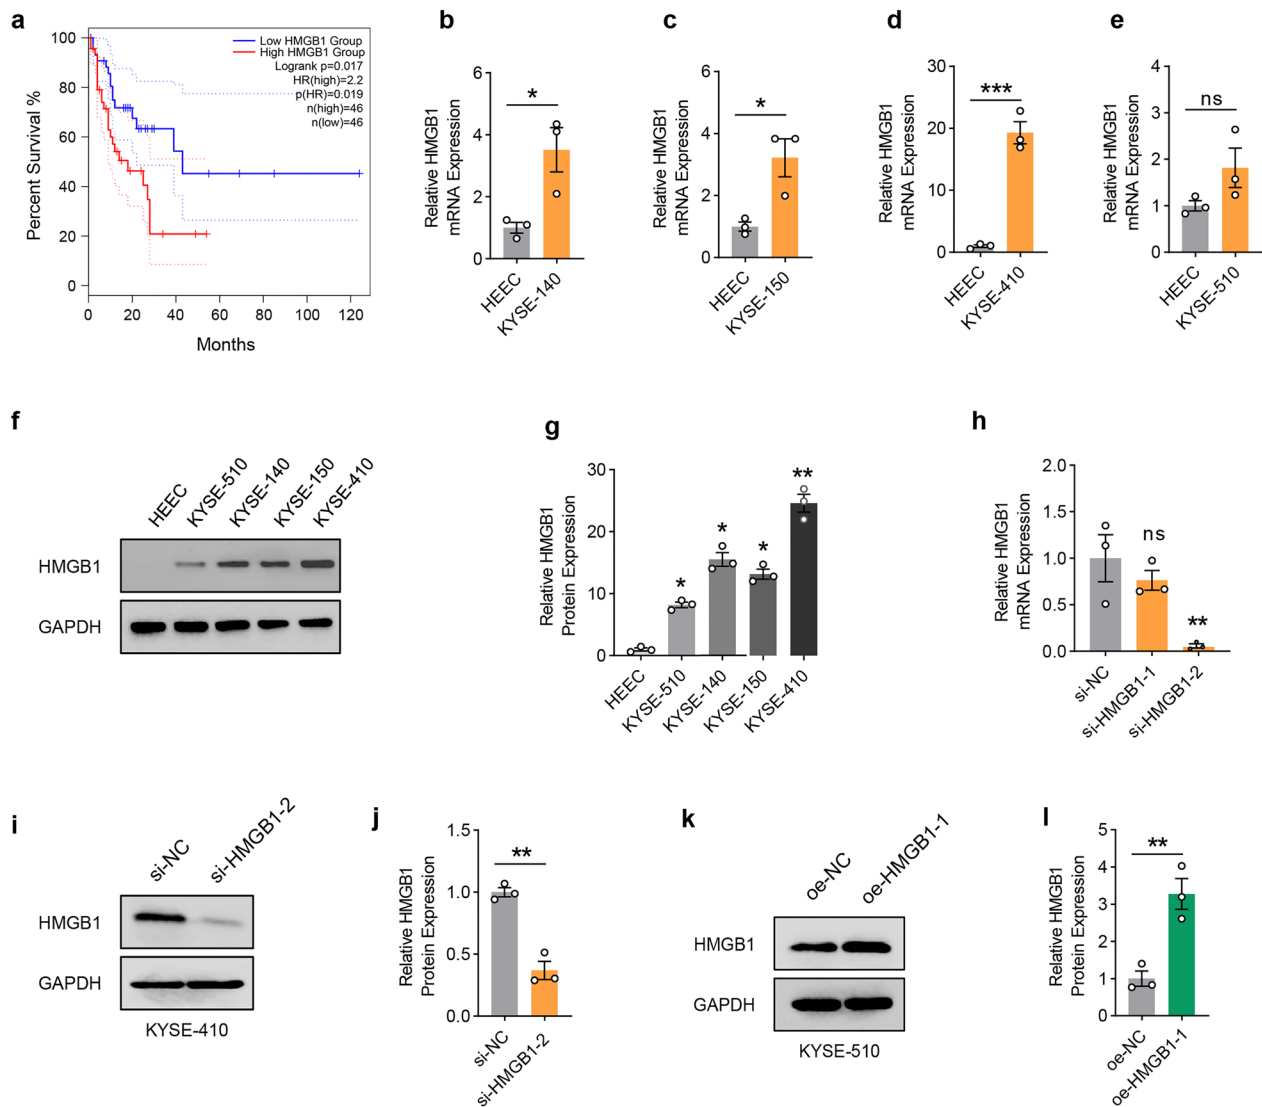 a
100
80
60
40
20
0
Percent Survival %
0 20 40 60 80 100 120
Months
Low HMGB1 Group
High HMGB1 Group
Logrank p=0.017
HR(high)=2.2
p(HR)=0.019
n(high)=46
n(low)=46
b
Relative HMGB1
mRNA Expression
6
4
2
0
*
HEEC
KYSE-140
c
Relative HMGB1
mRNA Expression
6
4
2
0
*
HEEC
KYSE-150
d
Relative HMGB1
mRNA Expression
30
20
10
0
***
HEEC
KYSE-410
e
Relative HMGB1
mRNA Expression
4
3
2
1
0
ns
HEEC
KYSE-510
f
HEEC
KYSE-510
KYSE-140
KYSE-150
KYSE-410
HMGB1
GAPDH
g
Relative HMGB1
Protein Expression
30
20
10
0
*
*
*
**
HEEC
KYSE-510
KYSE-140
KYSE-150
KYSE-410
h
Relative HMGB1
mRNA Expression
2.0
1.5
1.0
0.5
0.0
ns
**
si-NC
si-HMGB1-1
si-HMGB1-2
i
si-NC
si-HMGB1-2
HMGB1
GAPDH
KYSE-410
j
Relative HMGB1
Protein Expression
1.5
1.0
0.5
0.0
**
si-NC
si-HMGB1-2
k
oe-NC
oe-HMGB1-1
HMGB1
GAPDH
KYSE-510
l
Relative HMGB1
Protein Expression
5
4
3
2
1
0
**
oe-NC
oe-HMGB1-1